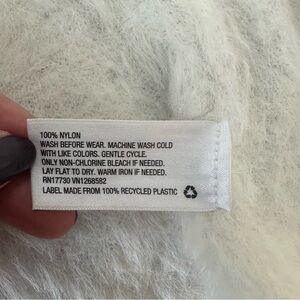 100% NYLON
WASH BEFORE WEAR. MACHINE WASH COLD
WITH LIKE COLORS. GENTLE CYCLE.
ONLY NON-CHLORINE BLEACH IF NEEDED.
LAY FLAT TO DRY. WARM IRON IF NEEDED.
RN17730 VN1268582
LABEL MADE FROM 100% RECYCLED PLASTIC